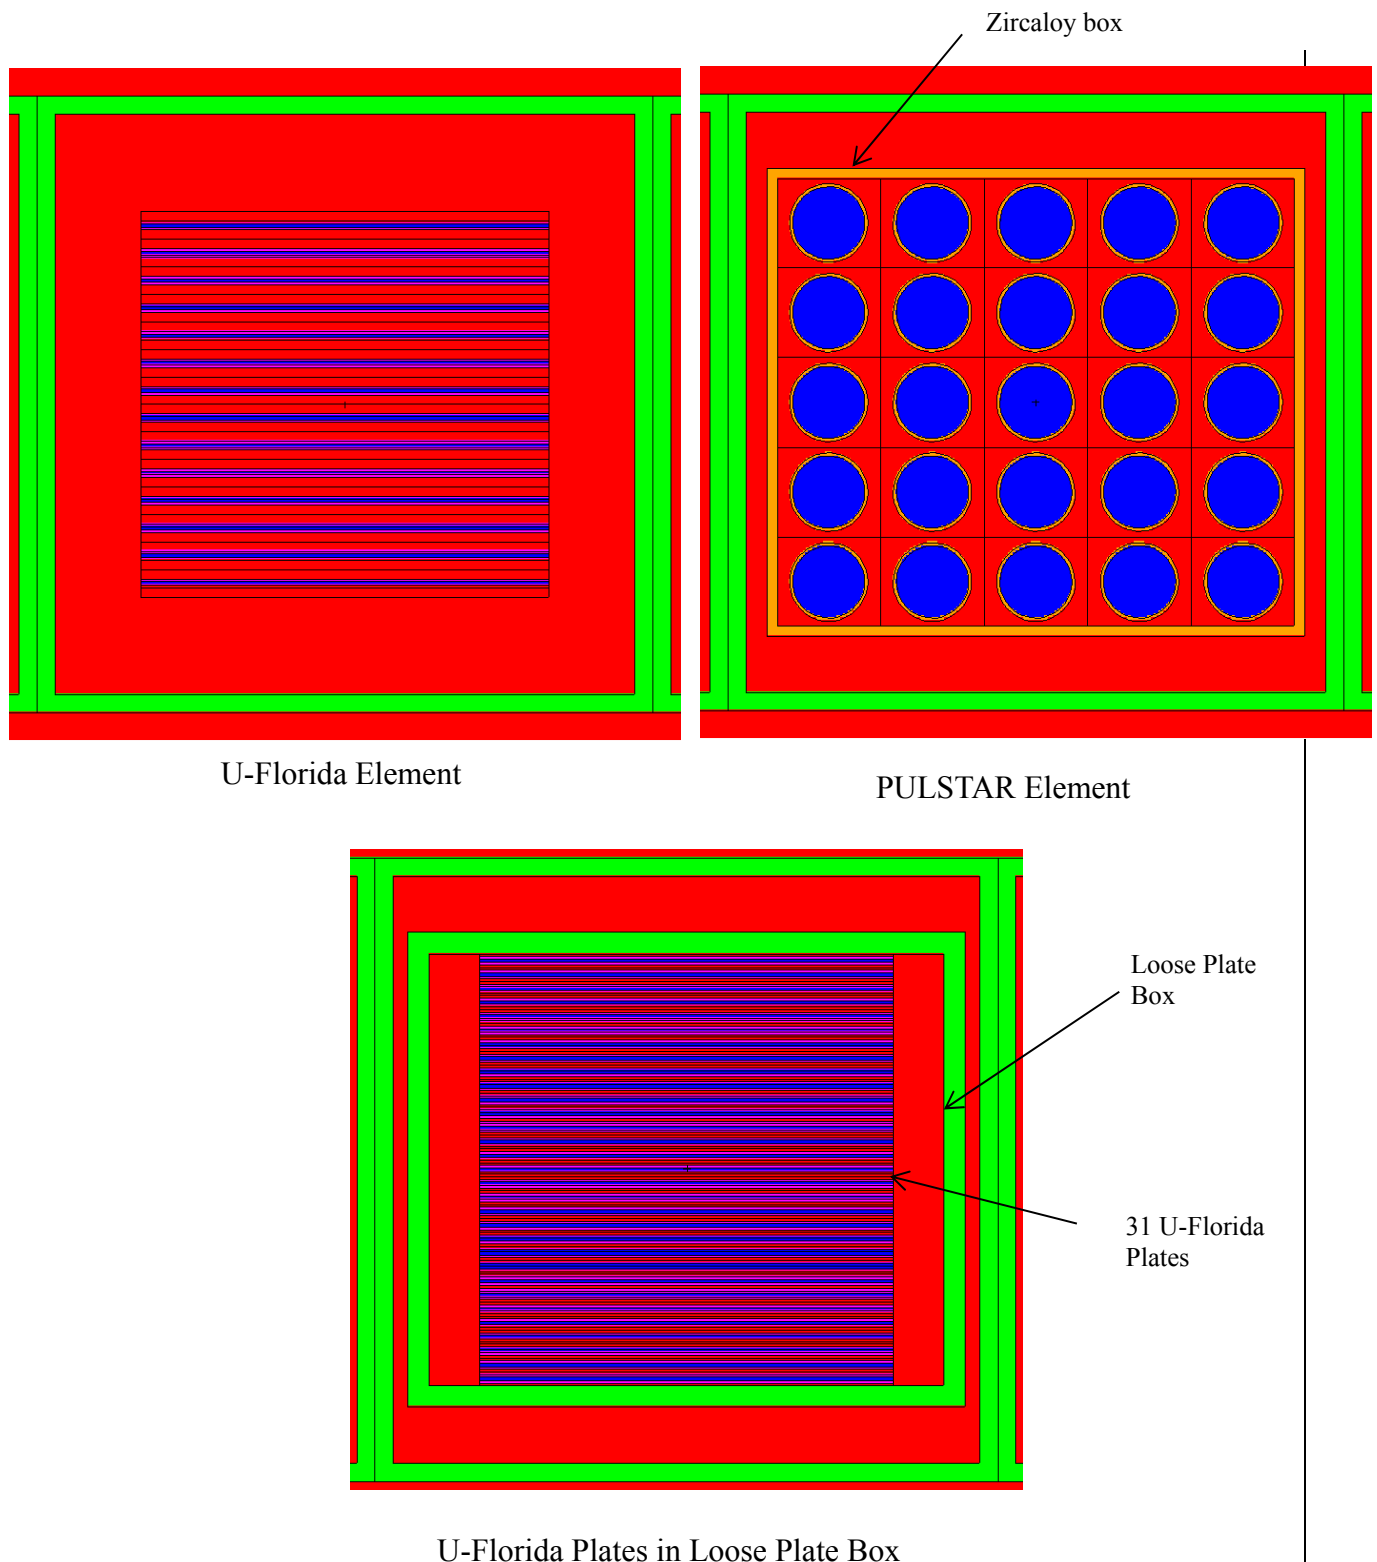 Zircaloy box
U-Florida Element
PULSTAR Element
Loose Plate
Box
31 U-Florida
Plates
U-Florida Plates in Loose Plate Box